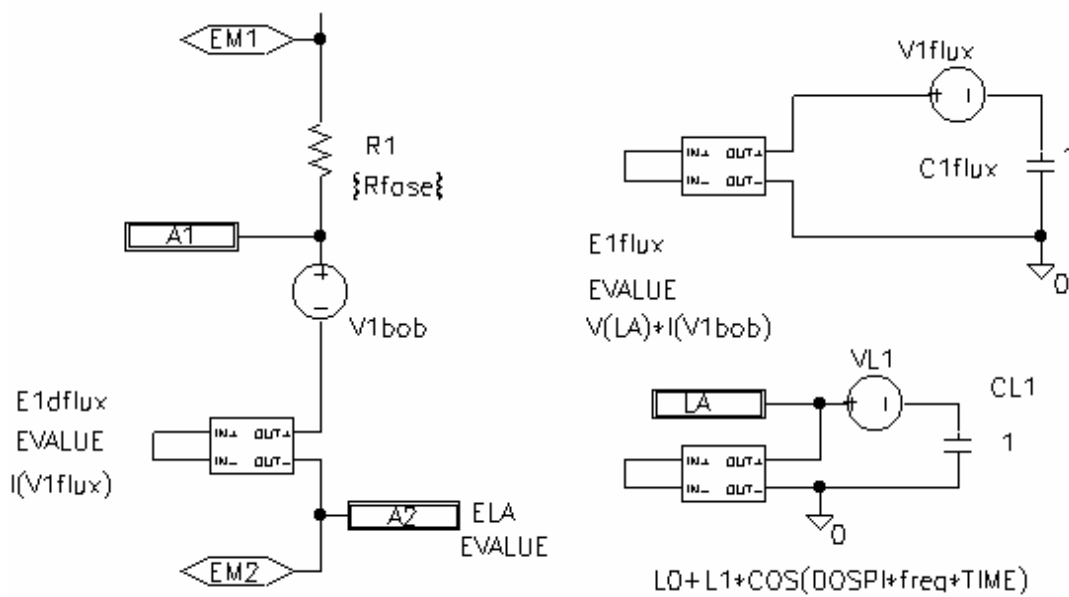 EM1
R1
{Rfase}
A1
+
-
V1bob
E1dflux
EVALUE
I(V1flux)
IN+ OUT+
IN- OUT-
A2
EM2
V1flux
+ -
IN+ OUT+
IN- OUT-
C1flux
1
0
E1flux
EVALUE
V(LA)*I(V1bob)
LA
VL1
+ -
CL1
1
IN+ OUT+
IN- OUT-
0
ELA
EVALUE
L0+L1*COS(DOSPI*freq*TIME)